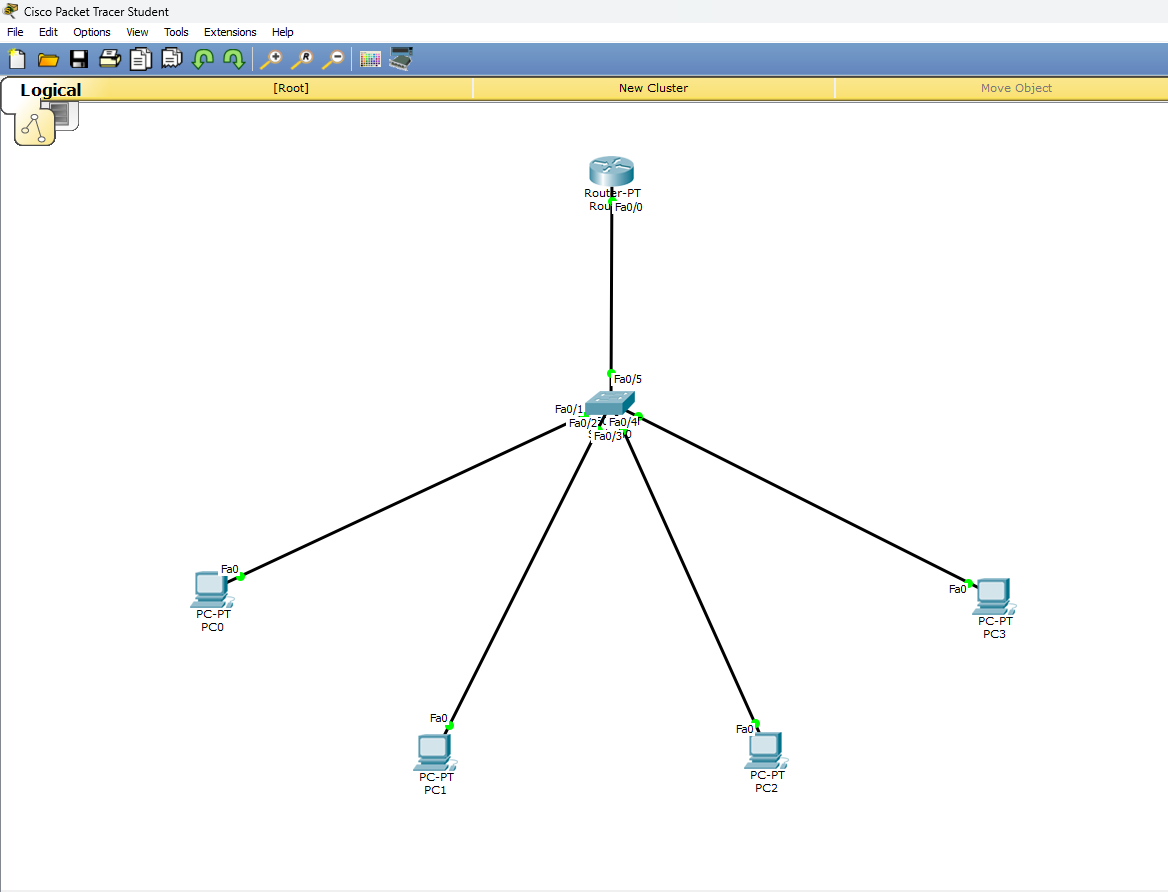 Cisco Packet Tracer Student
File Edit Options View Tools Extensions Help
Logical [Root] New Cluster Move Object
Router-PT
Rou Fa0/0
Fa0/5
Fa0/1
Fa0/2 Fa0/4
Fa0/3
Fa0
PC-PT
PC0
Fa0
PC-PT
PC3
Fa0
PC-PT
PC1
Fa0
PC-PT
PC2